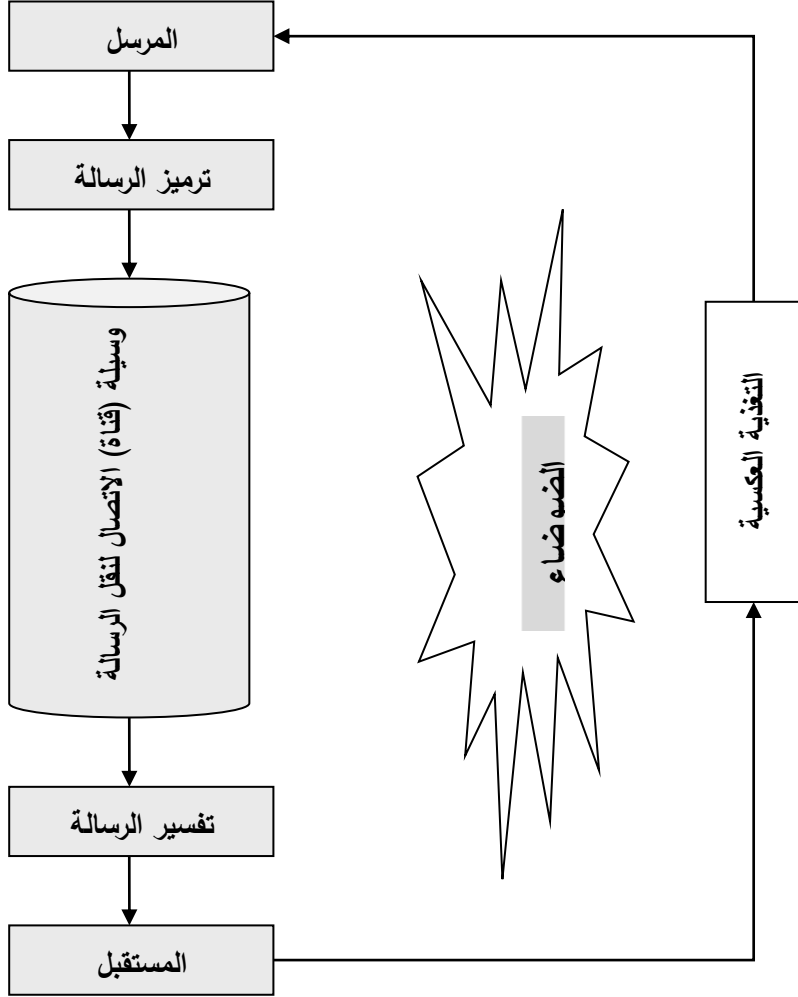 المرسل
ترميز الرسالة
وسيلة (قناة) الاتصال لنقل الرسالة
تفسير الرسالة
المستقبل
الضوضاء
التغذية العكسية